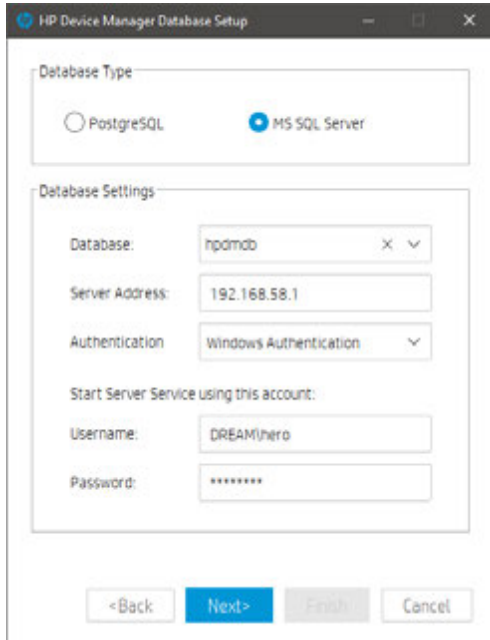 HP Device Manager Database Setup
Database Type
PostgreSQL
MS SQL Server
Database Settings
Database: hpdmdb
Server Address: 192.168.58.1
Authentication Windows Authentication
Start Server Service using this account:
Username: DREAM\hero
Password: ********
<Back Next> Finish Cancel